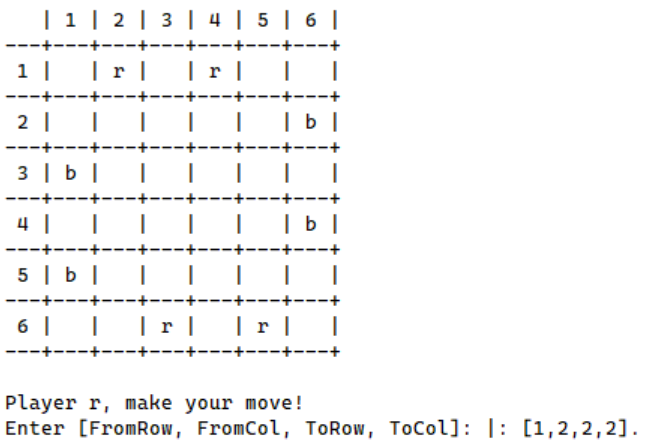 | 1 | 2 | 3 | 4 | 5 | 6 |
---+---+---+---+---+---+---+
 1 |   | r |   | r |   |   |
---+---+---+---+---+---+---+
 2 |   |   |   |   |   | b |
---+---+---+---+---+---+---+
 3 | b |   |   |   |   |   |
---+---+---+---+---+---+---+
 4 |   |   |   |   |   | b |
---+---+---+---+---+---+---+
 5 | b |   |   |   |   |   |
---+---+---+---+---+---+---+
 6 |   |   | r |   | r |   |
---+---+---+---+---+---+---+
Player r, make your move!
Enter [FromRow, FromCol, ToRow, ToCol]: |: [1,2,2,2].